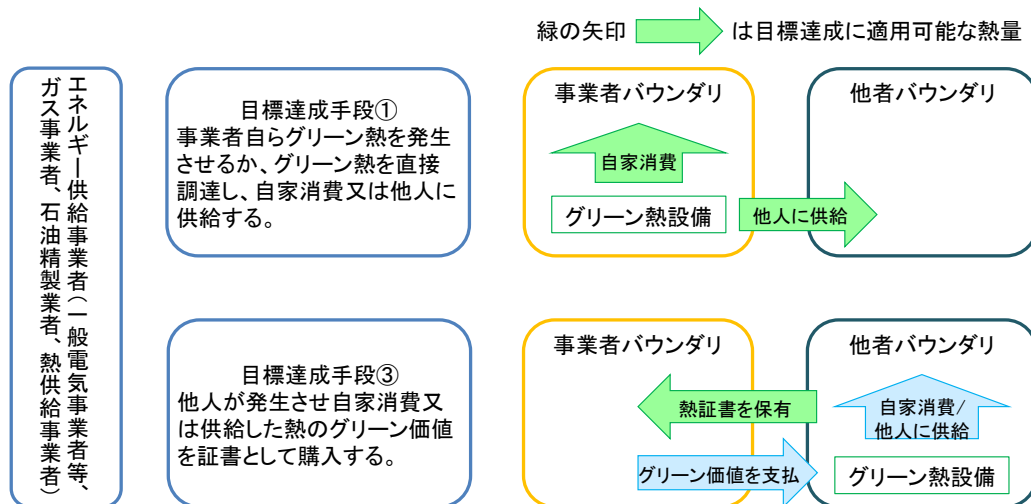 緑の矢印
は目標達成に適用可能な熱量
エネルギー供給事業者(一般電気事業者等、
ガス事業者、石油精製業者、熱供給事業者)
目標達成手段①
事業者自らグリーン熱を発生
させるか、グリーン熱を直接
調達し、自家消費又は他人に
供給する。
事業者バウンダリ
自家消費
グリーン熱設備
他人に供給
他者バウンダリ
目標達成手段③
他人が発生させ自家消費又
は供給した熱のグリーン価値
を証書として購入する。
事業者バウンダリ
熱証書を保有
グリーン価値を支払
他者バウンダリ
自家消費/
他人に供給
グリーン熱設備